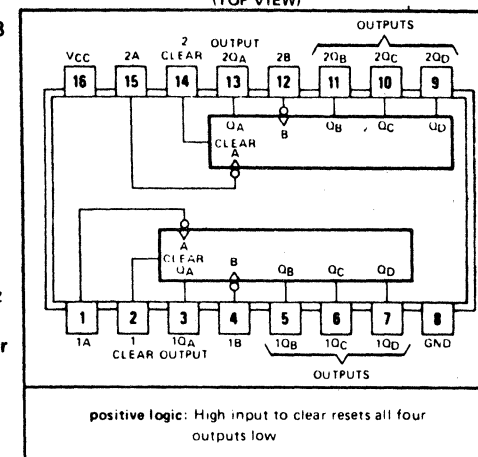 (TOP VIEW)
OUTPUTS
2 CLEAR
OUTPUT
VCC 2A 2QA 2B 2QB 2QC 2QD
16 15 14 13 12 11 10 9
QA B QB QC QD
CLEAR
A
A
CLEAR
QA B QB QC QD
1 2 3 4 5 6 7 8
1A 1 1QA 1B 1QB 1QC 1QD GND
CLEAR OUTPUT
OUTPUTS
positive logic: High input to clear resets all four
outputs low